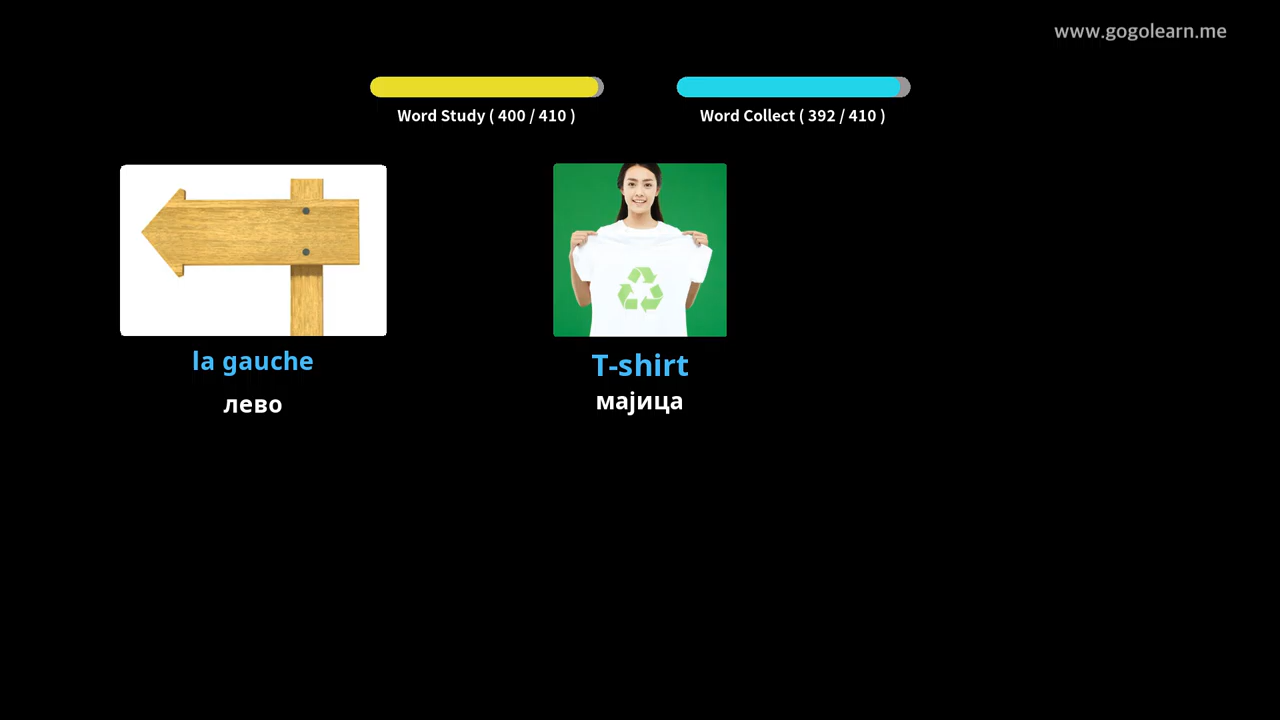 www.gogolearn.me
Word Study ( 400 / 410 )
Word Collect ( 392 / 410 )
la gauche
лево
T-shirt
мајица